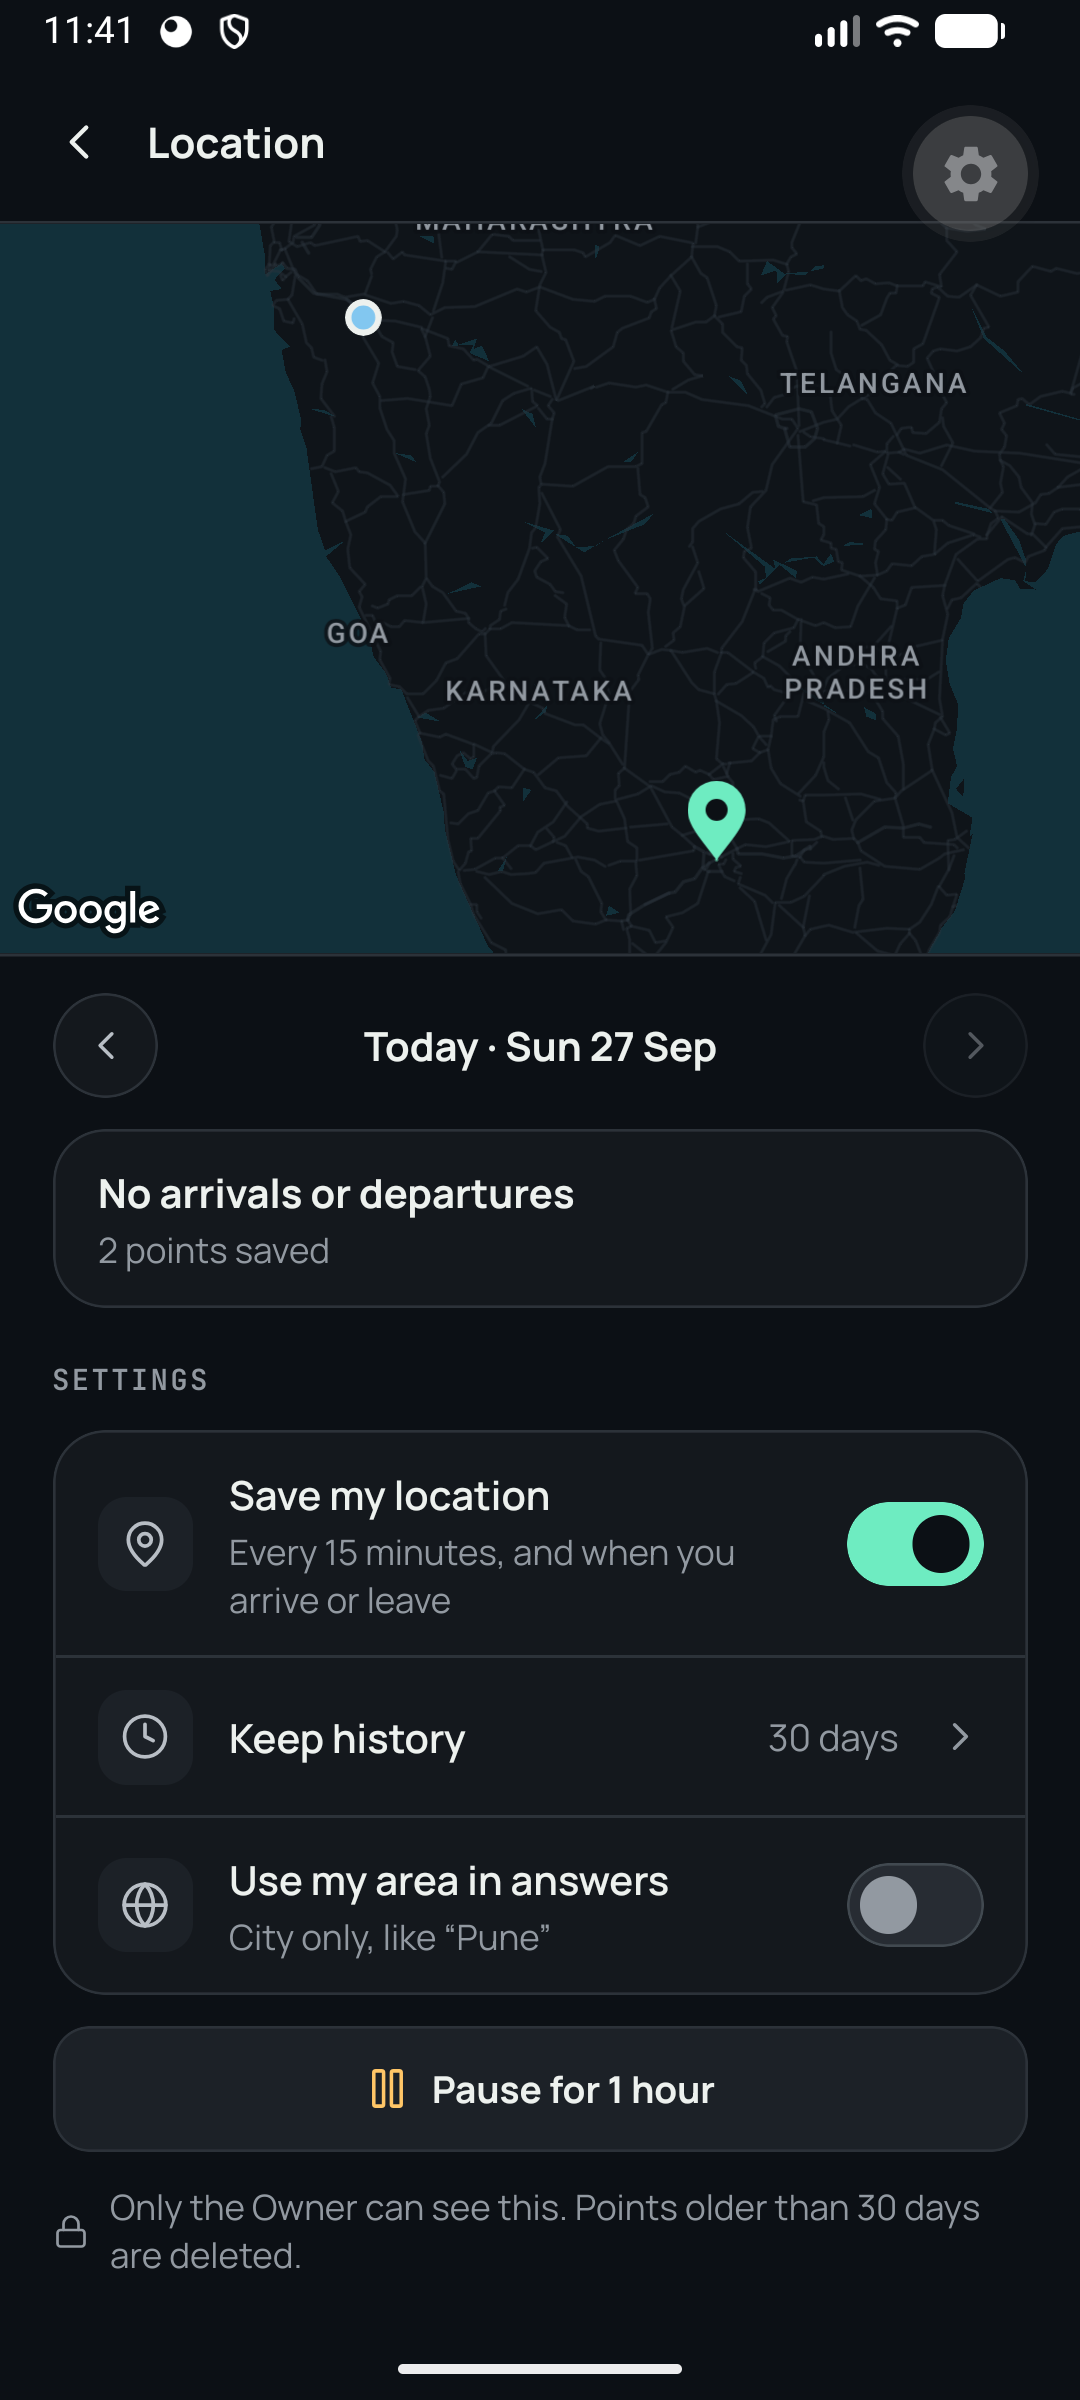 11:41
Location
MAHARASHTRA
TELANGANA
GOA
KARNATAKA
ANDHRA
PRADESH
Google
Today · Sun 27 Sep
No arrivals or departures
2 points saved
SETTINGS
Save my location
Every 15 minutes, and when you
arrive or leave
Keep history
30 days
Use my area in answers
City only, like “Pune”
Pause for 1 hour
Only the Owner can see this. Points older than 30 days
are deleted.